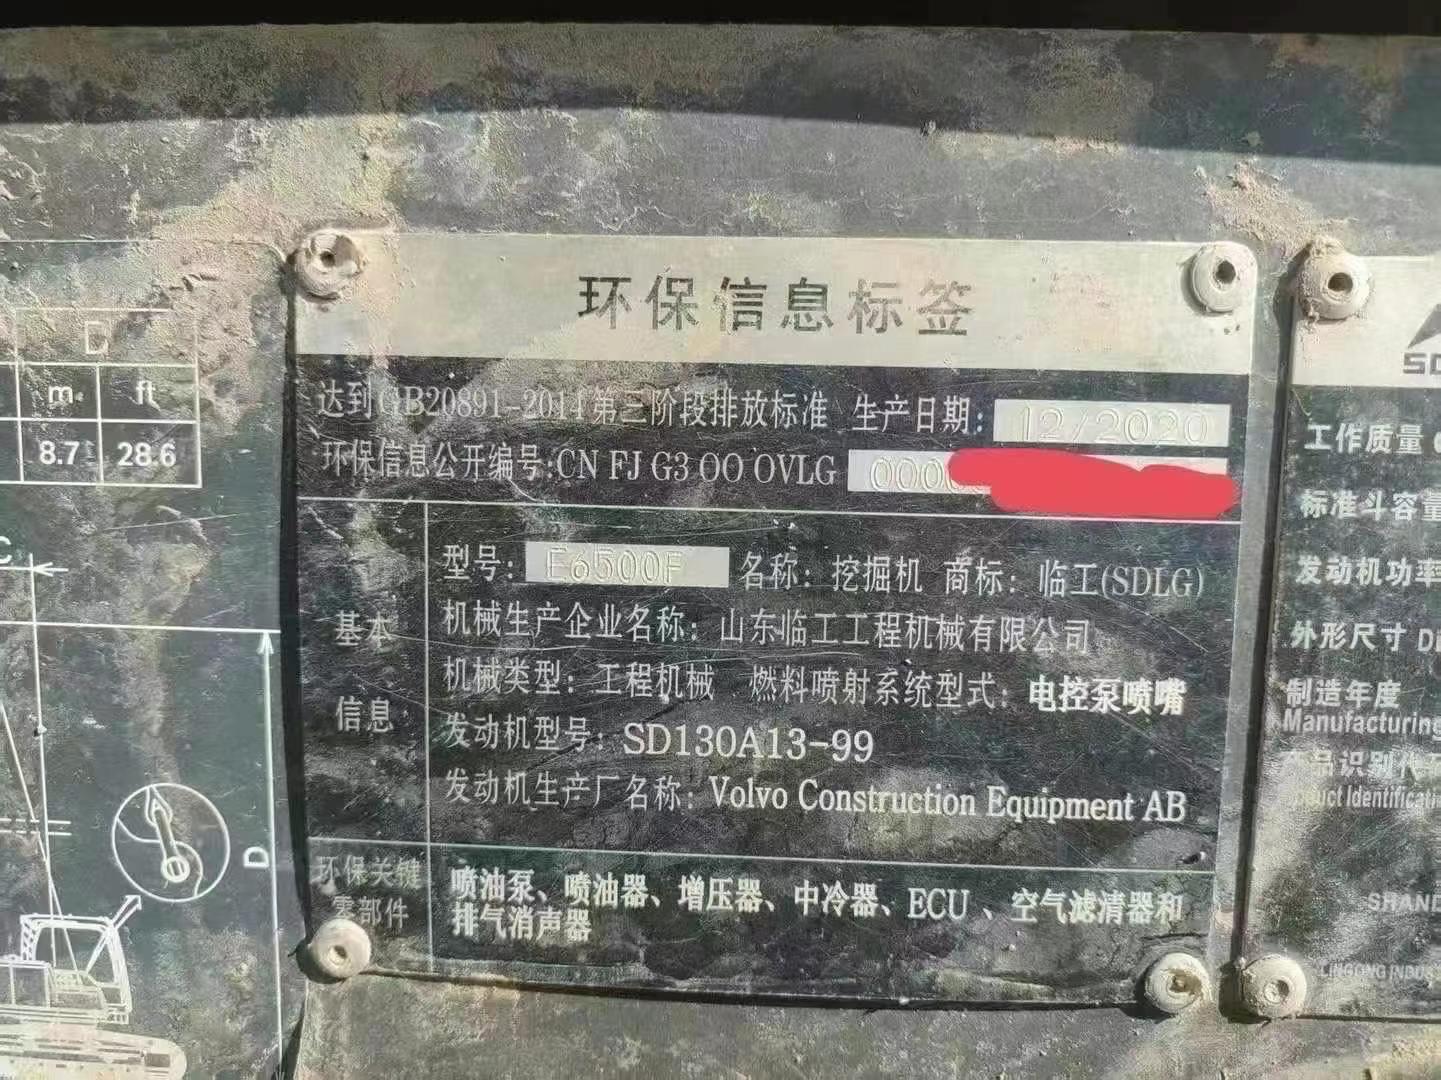 m ft
8.7 28.6
C
D
环保信息标签
达到GB20891-2014第三阶段排放标准 生产日期: 12/2020
环保信息公开编号:CN FJ G3 OO OVLG 000
基本信息
型号: E6500F 名称: 挖掘机 商标: 临工(SDLG)
机械生产企业名称: 山东临工工程机械有限公司
机械类型: 工程机械 燃料喷射系统型式: 电控泵喷嘴
发动机型号: SD130A13-99
发动机生产厂名称: Volvo Construction Equipment AB
环保关键零部件
喷油泵、喷油器、增压器、中冷器、ECU、空气滤清器和
排气消声器
工作质量
标准斗容量
发动机功率
外形尺寸
制造年度
Manufacturing
品识别代
SHAND
LINGONG INDUS